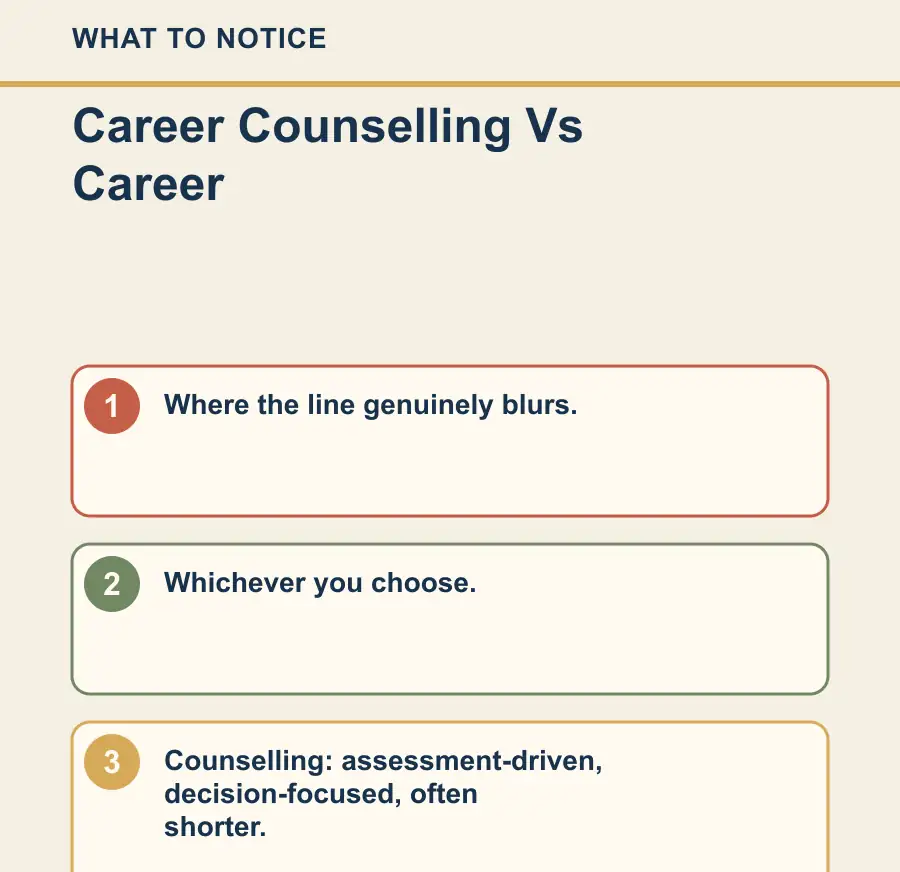 WHAT TO NOTICE
Career Counselling Vs
Career
1
Where the line genuinely blurs.
2
Whichever you choose.
3
Counselling: assessment-driven,
decision-focused, often
shorter.